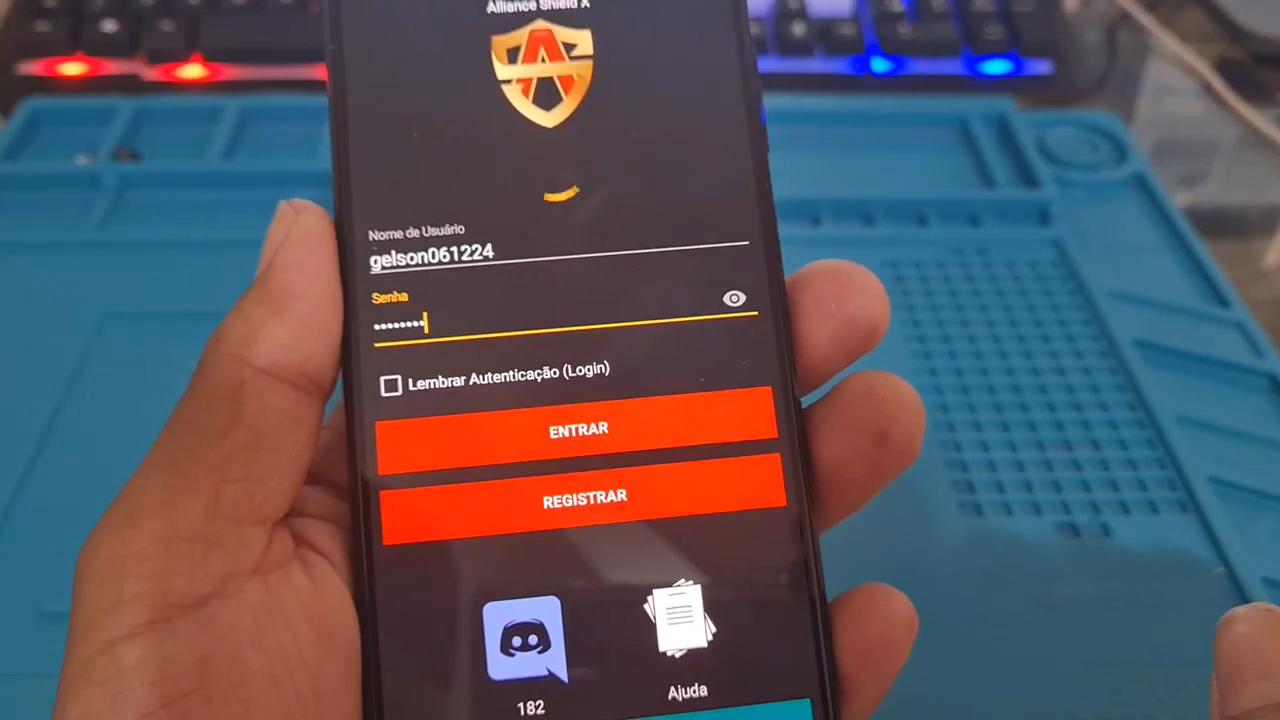 Alliance Shield X
Nome de Usuário
gelson061224
Senha
Lembrar Autenticação (Login)
ENTRAR
REGISTRAR
182
Ajuda